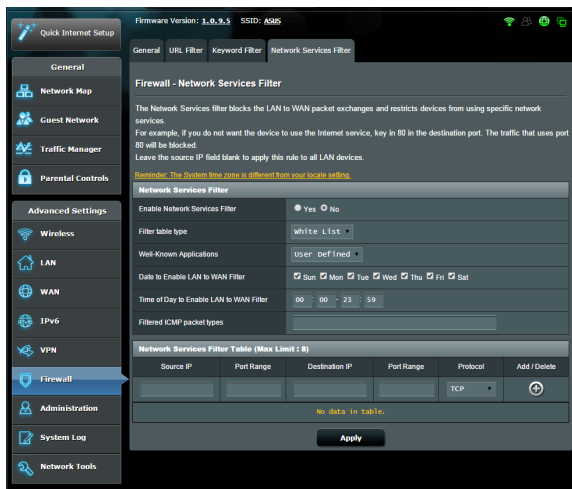 Firmware Version: 1.0.9.5 SSID: ASUS
Quick Internet Setup
General
Network Map
Guest Network
Traffic Manager
Parental Controls
Advanced Settings
Wireless
LAN
WAN
IPv6
VPN
Firewall
Administration
System Log
Network Tools
General URL Filter Keyword Filter Network Services Filter
Firewall - Network Services Filter
The Network Services filter blocks the LAN to WAN packet exchanges and restricts devices from using specific network
services.
For example, if you do not want the device to use the Internet service, key in 80 in the destination port. The traffic that uses port
80 will be blocked.
Leave the source IP field blank to apply this rule to all LAN devices.
Reminder: The System time zone is different from your locale setting.
Network Services Filter
Enable Network Services Filter Yes No
Filter table type White List
Well-Known Applications User Defined
Date to Enable LAN to WAN Filter Sun Mon Tue Wed Thu Fri Sat
Time of Day to Enable LAN to WAN Filter 00 : 00 - 23 : 59
Filtered ICMP packet types
Network Services Filter Table (Max Limit : 8)
Source IP Port Range Destination IP Port Range Protocol Add / Delete
TCP
No data in table.
Apply